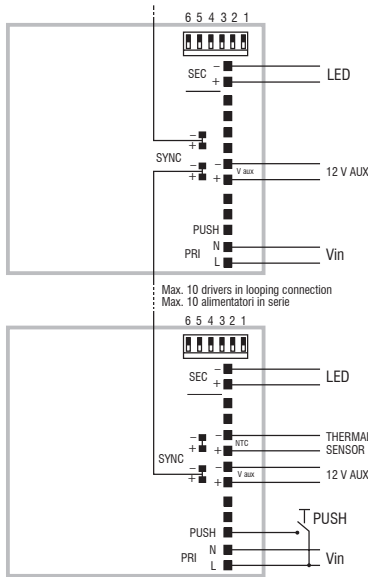 6 5 4 3 2 1
−
SEC
+
LED
−
+
SYNC
−
+
−
V aux
+
12 V AUX
PUSH
N
PRI
L
Vin
Max. 10 drivers in looping connection
Max. 10 alimentatori in serie
6 5 4 3 2 1
−
SEC
+
LED
−
+
−
NTC
+
THERMAL
SENSOR
SYNC
−
+
−
V aux
+
12 V AUX
PUSH
PUSH
N
PRI
L
Vin